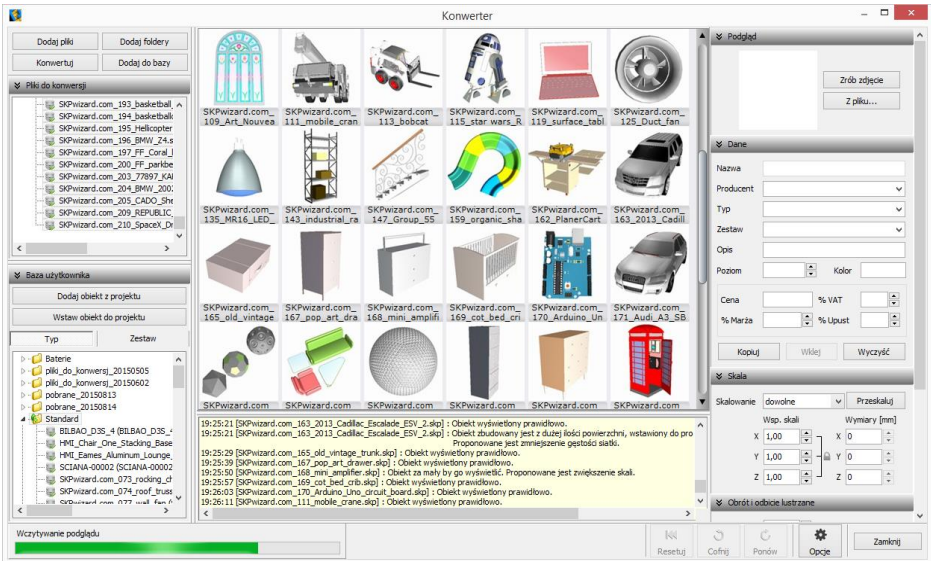 Konwerter
Dodaj pliki
Dodaj foldery
Konwertuj
Dodaj do bazy
Pliki do konwersji
SKPwizard.com_193_basketball_
SKPwizard.com_194_basketball
SKPwizard.com_195_Helicopter
SKPwizard.com_196_BMW_Z4.s
SKPwizard.com_197_FF_Coral_
SKPwizard.com_200_FF_parkbe
SKPwizard.com_203_77897_KAI
SKPwizard.com_204_BMW_2002
SKPwizard.com_205_CADO_She
SKPwizard.com_209_REPUBLIC_
SKPwizard.com_210_SpaceX_Dr
Baza użytkownika
Dodaj obiekt z projektu
Wstaw obiekt do projektu
Typ
Zestaw
Baterie
pliki_do_konwersj_20150505
pliki_do_konwersj_20150602
pobrane_20150813
pobrane_20150814
Standard
BILBAO_D3S_4 (BILBAO_D3S_4
HMI_Chair_One_Stacking_Base
HMI_Eames_Aluminum_Lounge_
SCIANA-00002 (SCIANA-00002
SKPwizard.com_073_rocking_ch
SKPwizard.com_074_roof_truss
SKPwizard.com_077_wall_fan
Wczytywanie podglądu
SKPwizard.com_
109_Art_Nouvea
SKPwizard.com_
111_mobile_cran
SKPwizard.com_
113_bobcat
SKPwizard.com_
115_star wars_R
SKPwizard.com_
119_surface_tabl
SKPwizard.com_
125_Duct_fan
SKPwizard.com_
135_MR16_LED_
SKPwizard.com_
143_industrial_ra
SKPwizard.com_
147_Group_55_
SKPwizard.com_
159_organic_sha
SKPwizard.com_
162_PlanerCart
SKPwizard.com_
163_2013_Cadill
SKPwizard.com_
165_old_vintage
SKPwizard.com_
167_pop_art_dra
SKPwizard.com_
168_mini_amplifi
SKPwizard.com_
169_cot_bed_cri
SKPwizard.com_
170_Arduino_Un
SKPwizard.com_
171_Audi_A3_SB
SKPwizard.com
SKPwizard.com
SKPwizard.com
SKPwizard.com
SKPwizard.com
SKPwizard.com
19:25:21 [SKPwizard.com_163_2013_Cadillac_Escalade_ESV_2.skp] : Obiekt wyświetlony prawidłowo.
19:25:21 [SKPwizard.com_163_2013_Cadillac_Escalade_ESV_2.skp] : Obiekt zbudowany jest z dużej ilości powierzchni, wstawiony do pro
Proponowane jest zmniejszenie gęstości siatki.
19:25:29 [SKPwizard.com_165_old_vintage_trunk.skp] : Obiekt wyświetlony prawidłowo.
19:25:39 [SKPwizard.com_167_pop_art_drawer.skp] : Obiekt wyświetlony prawidłowo.
19:25:50 [SKPwizard.com_168_mini_amplifier.skp] : Obiekt za mały by go wyświetlić. Proponowane jest zwiększenie skali.
19:25:57 [SKPwizard.com_169_cot_bed_crib.skp] : Obiekt wyświetlony prawidłowo.
19:26:03 [SKPwizard.com_170_Arduino_Uno_circuit_board.skp] : Obiekt wyświetlony prawidłowo.
19:26:11 [SKPwizard.com_111_mobile_crane.skp] : Obiekt wyświetlony prawidłowo.
Podgląd
Zrób zdjęcie
Z pliku...
Dane
Nazwa
Producent
Typ
Zestaw
Opis
Poziom
Kolor
Cena
% VAT
% Marża
% Upust
Kopiuj
Wklej
Wyczyść
Skala
Skalowanie
dowolne
Przeskaluj
Wsp. skali
Wymiary [mm]
X 1,00 X 0
Y 1,00 Y 0
Z 1,00 Z 0
Obrót i odbicie lustrzane
Resetuj
Cofnij
Ponów
Opcje
Zamknij